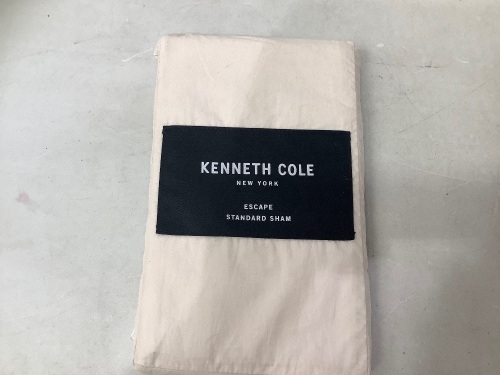 KENNETH COLE
NEW YORK
ESCAPE
STANDARD SHAM